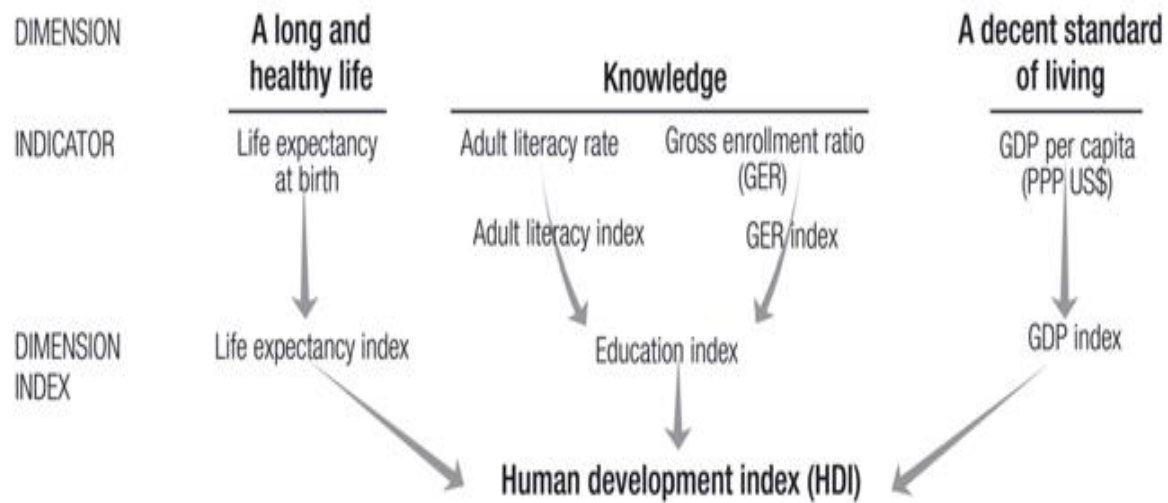 DIMENSION
A long and
healthy life
Knowledge
A decent standard
of living
INDICATOR
Life expectancy
at birth
Adult literacy rate
Gross enrollment ratio
(GER)
GDP per capita
(PPP US$)
Adult literacy index
GER index
DIMENSION
INDEX
Life expectancy index
Education index
GDP index
Human development index (HDI)